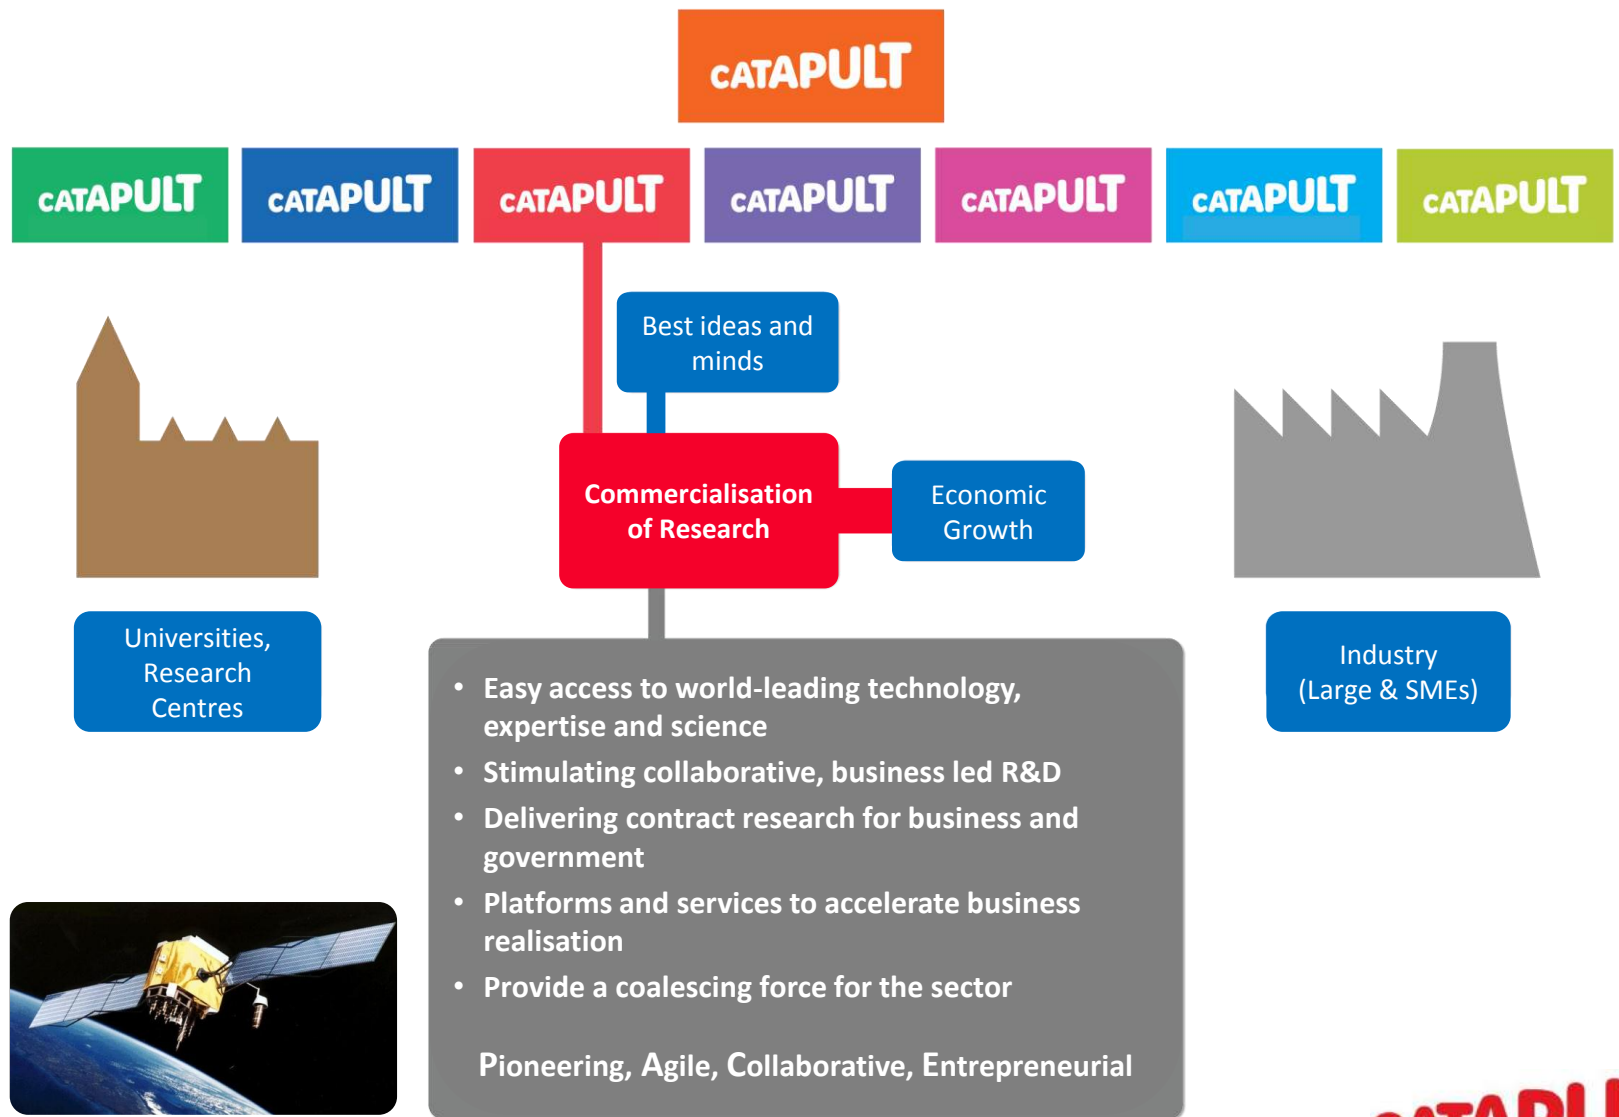 CATAPULT
CATAPULT
CATAPULT
CATAPULT
CATAPULT
CATAPULT
CATAPULT
CATAPULT
Best ideas and
minds
Commercialisation
of Research
Economic
Growth
Universities,
Research
Centres
Industry
(Large & SMEs)
• Easy access to world-leading technology,
expertise and science
• Stimulating collaborative, business led R&D
• Delivering contract research for business and
government
• Platforms and services to accelerate business
realisation
• Provide a coalescing force for the sector
Pioneering, Agile, Collaborative, Entrepreneurial